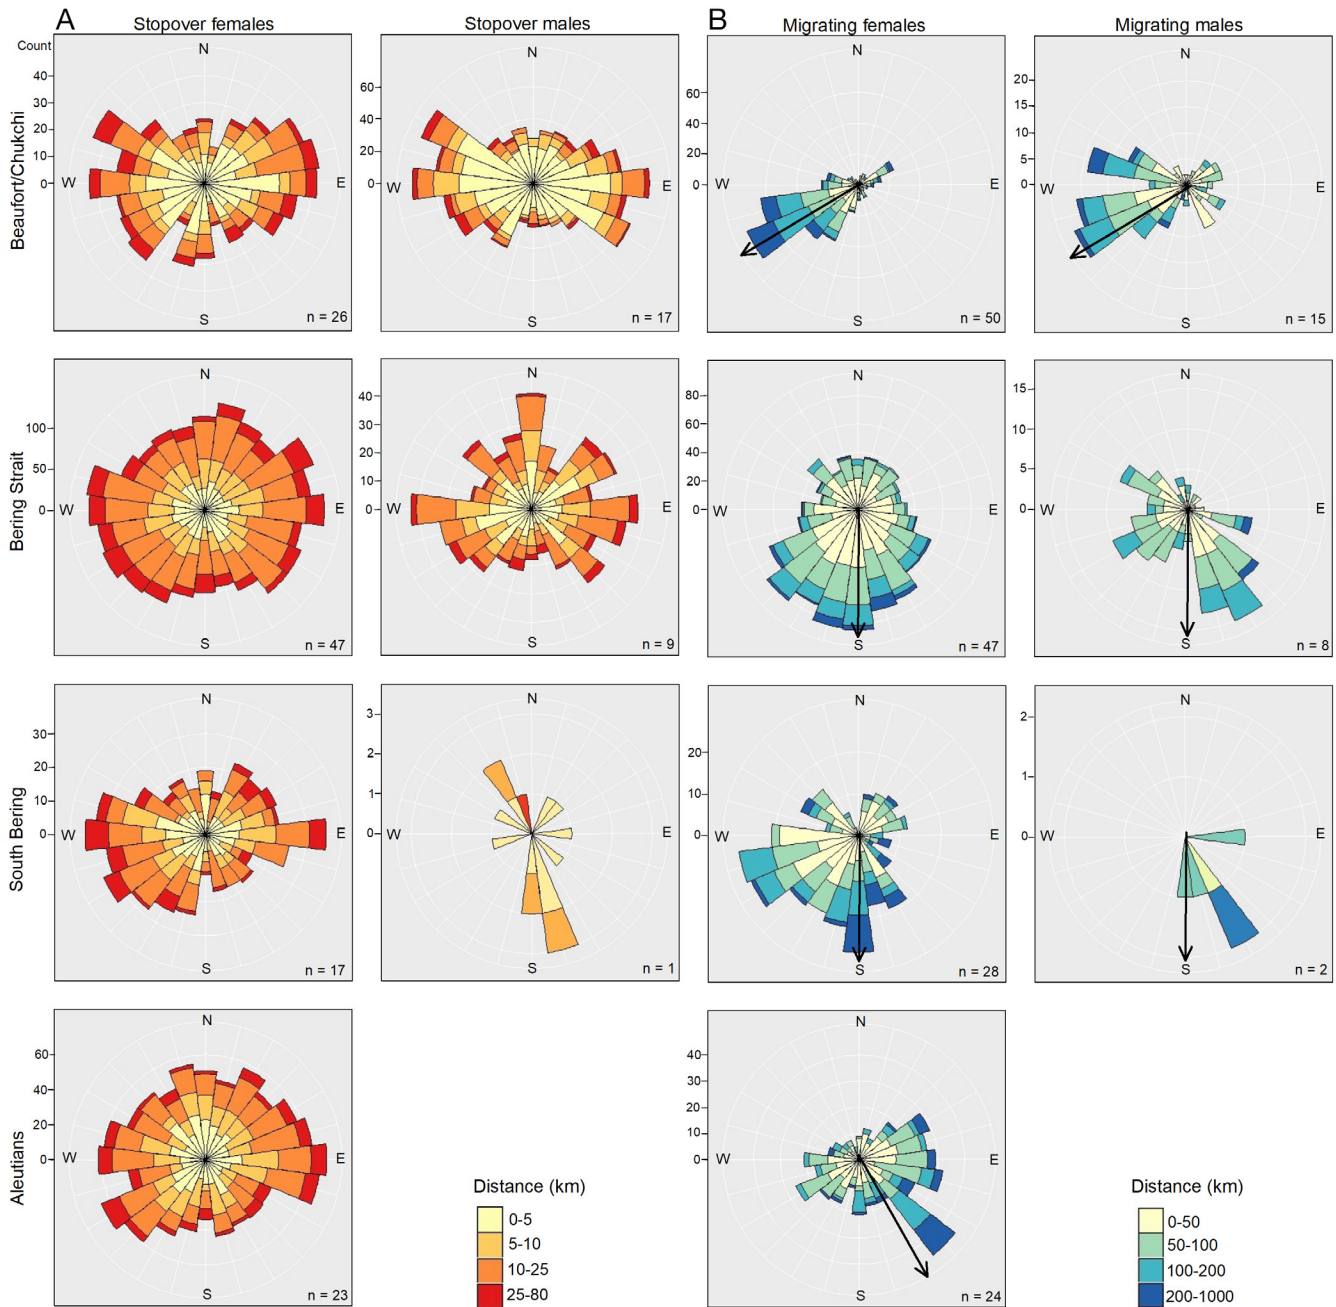 A B
Stopover females Stopover males Migrating females Migrating males
Count
Beaufort/Chukchi
40
30
20
10
0
N
W
E
S
n = 26
60
40
20
0
N
W
E
S
n = 17
60
40
20
0
N
W
E
S
n = 50
20
15
10
5
0
N
W
E
S
n = 15
Bering Strait
100
50
0
N
W
E
S
n = 47
40
30
20
10
0
N
W
E
S
n = 9
80
60
40
20
0
N
W
E
S
n = 47
15
10
5
0
N
W
E
S
n = 8
South Bering
30
20
10
0
N
W
E
S
n = 17
3
2
1
0
N
W
E
S
n = 1
20
10
0
N
W
E
S
n = 28
2
1
0
N
W
E
S
n = 2
Aleutians
60
40
20
0
N
W
E
S
n = 23
40
30
20
10
0
N
W
E
S
n = 24
Distance (km)
0-5
5-10
10-25
25-80
Distance (km)
0-50
50-100
100-200
200-1000